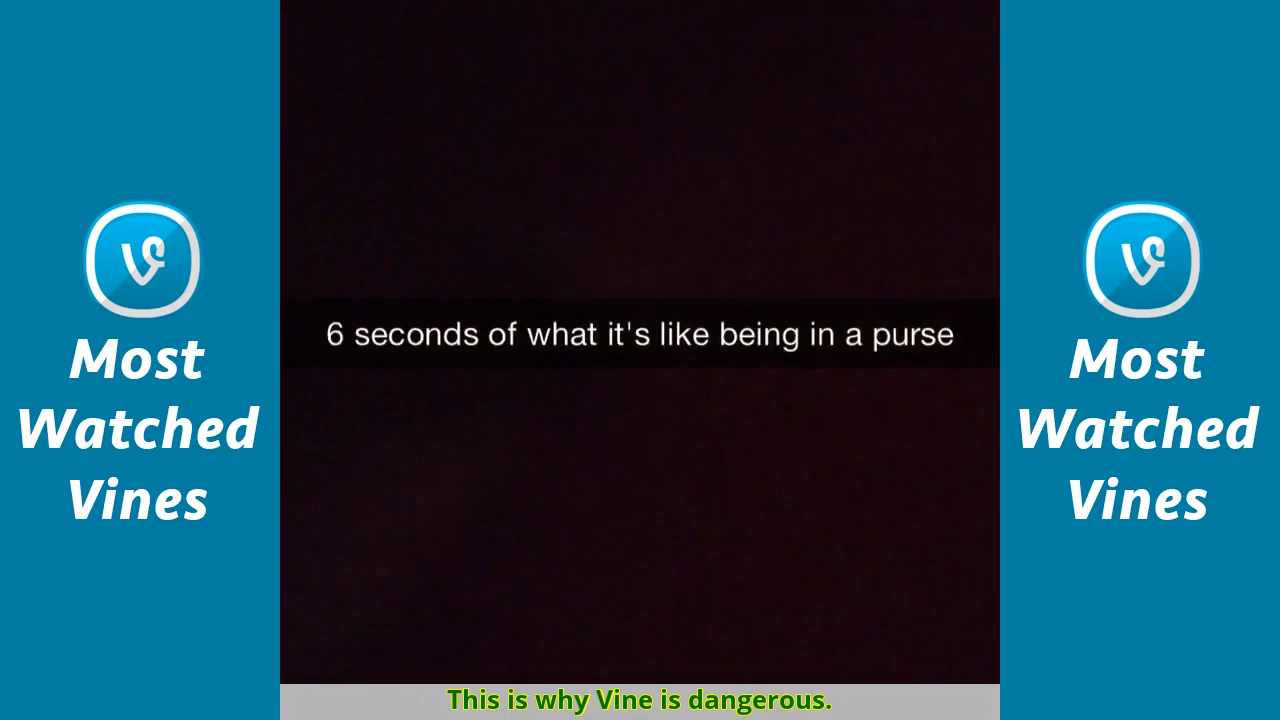 Most
Watched
Vines
6 seconds of what it's like being in a purse
Most
Watched
Vines
This is why Vine is dangerous.